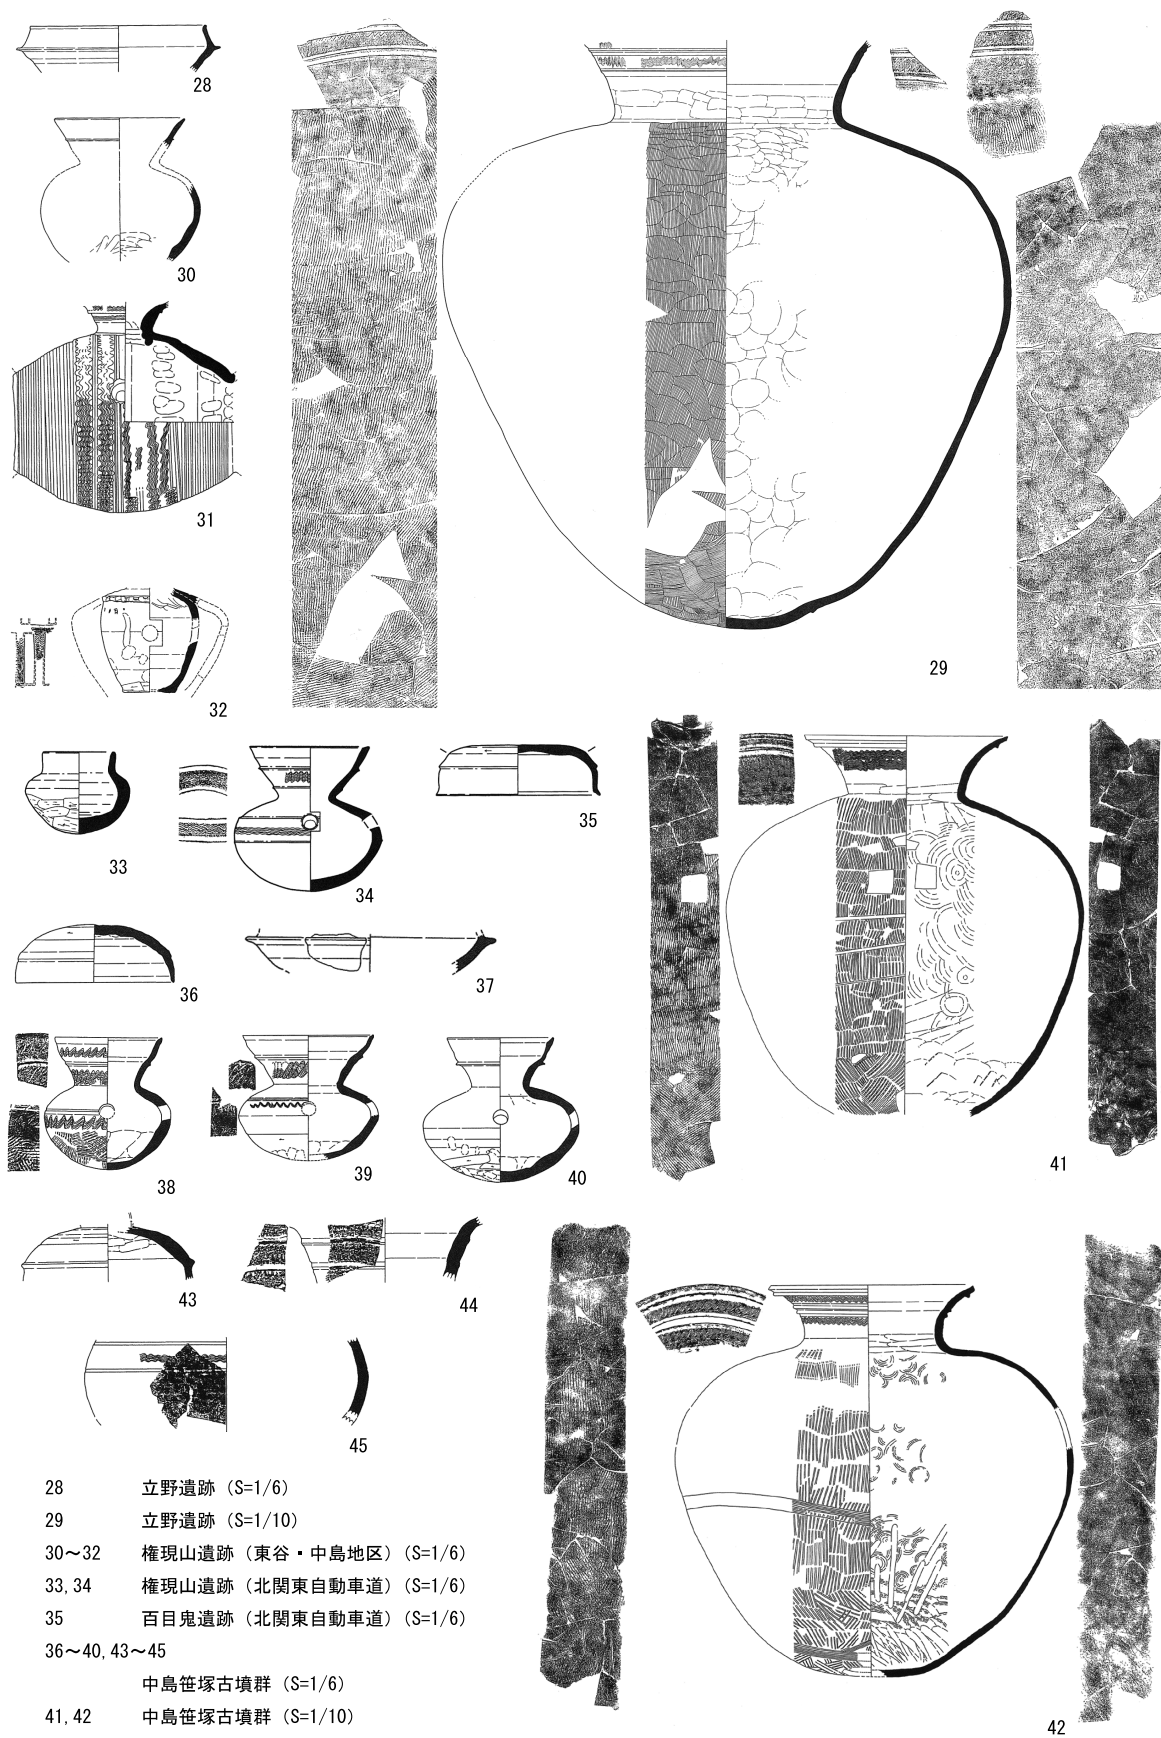 28
29
30
31
32
33
34
35
36
37
38
39
40
41
42
43
44
45
28 立野遺跡（S=1/6）
29 立野遺跡（S=1/10）
30～32 権現山遺跡（東谷・中島地区）（S=1/6）
33,34 権現山遺跡（北関東自動車道）（S=1/6）
35 百目鬼遺跡（北関東自動車道）（S=1/6）
36～40,43～45
中島笹塚古墳群（S=1/6）
41,42 中島笹塚古墳群（S=1/10）